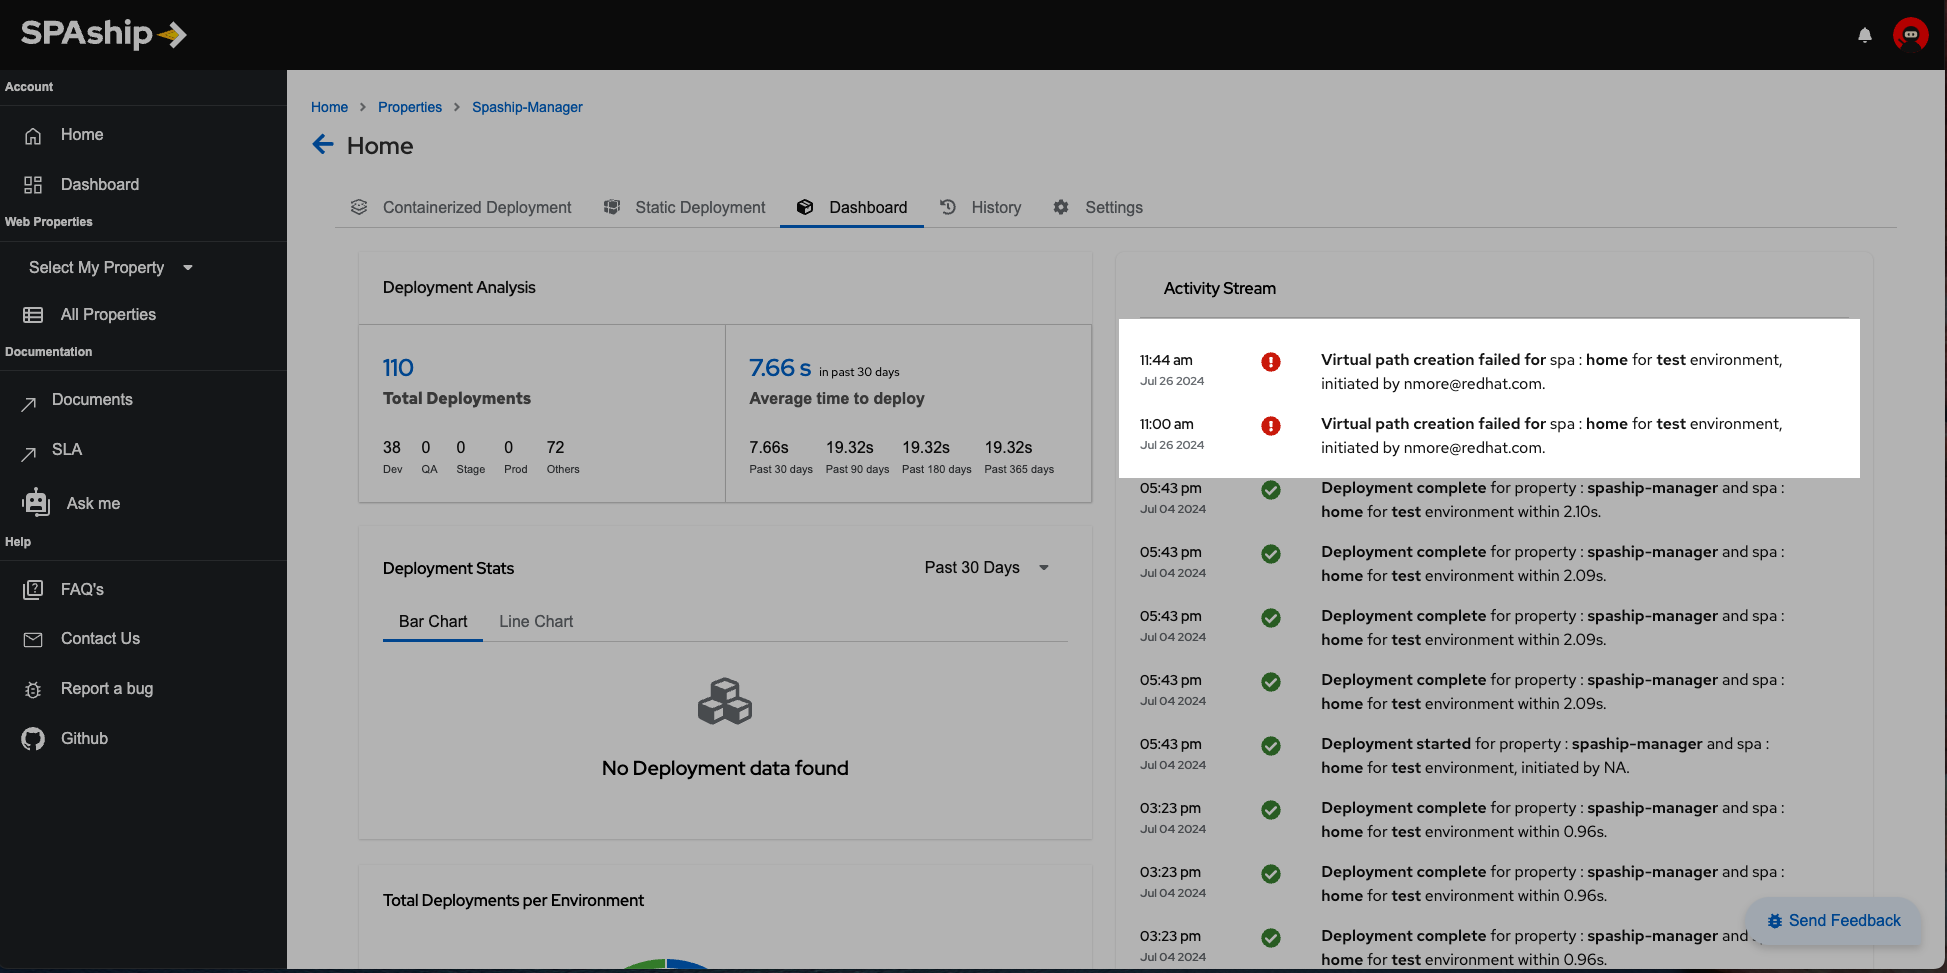 SPAship
Account
Home
Dashboard
Web Properties
Select My Property
All Properties
Documentation
Documents
SLA
Ask me
Help
FAQ's
Contact Us
Report a bug
Github
Home > Properties > Spaship-Manager
Home
Containerized Deployment Static Deployment Dashboard History Settings
Deployment Analysis
110
Total Deployments
38 0 0 0 72
Dev QA Stage Prod Others
7.66 s in past 30 days
Average time to deploy
7.66s 19.32s 19.32s 19.32s
Past 30 days Past 90 days Past 180 days Past 365 days
Deployment Stats
Past 30 Days
Bar Chart Line Chart
No Deployment data found
Total Deployments per Environment
Activity Stream
11:44 am Virtual path creation failed for spa : home for test environment,
Jul 26 2024 initiated by nmore@redhat.com.
11:00 am Virtual path creation failed for spa : home for test environment,
Jul 26 2024 initiated by nmore@redhat.com.
05:43 pm Deployment complete for property : spaship-manager and spa :
Jul 04 2024 home for test environment within 2.10s.
05:43 pm Deployment complete for property : spaship-manager and spa :
Jul 04 2024 home for test environment within 2.09s.
05:43 pm Deployment complete for property : spaship-manager and spa :
Jul 04 2024 home for test environment within 2.09s.
05:43 pm Deployment complete for property : spaship-manager and spa :
Jul 04 2024 home for test environment within 2.09s.
05:43 pm Deployment started for property : spaship-manager and spa :
Jul 04 2024 home for test environment, initiated by NA.
03:23 pm Deployment complete for property : spaship-manager and spa :
Jul 04 2024 home for test environment within 0.96s.
03:23 pm Deployment complete for property : spaship-manager and spa :
Jul 04 2024 home for test environment within 0.96s.
03:23 pm Deployment complete for property : spaship-manager and
Jul 04 2024 home for test environment within 0.96s.
Send Feedback